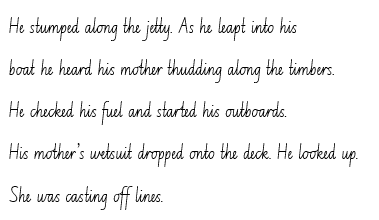 He stumped along the jetty. As he leapt into his
boat he heard his mother thudding along the timbers.
He checked his fuel and started his outboards.
His mother's wetsuit dropped onto the deck. He looked up.
She was casting off lines.